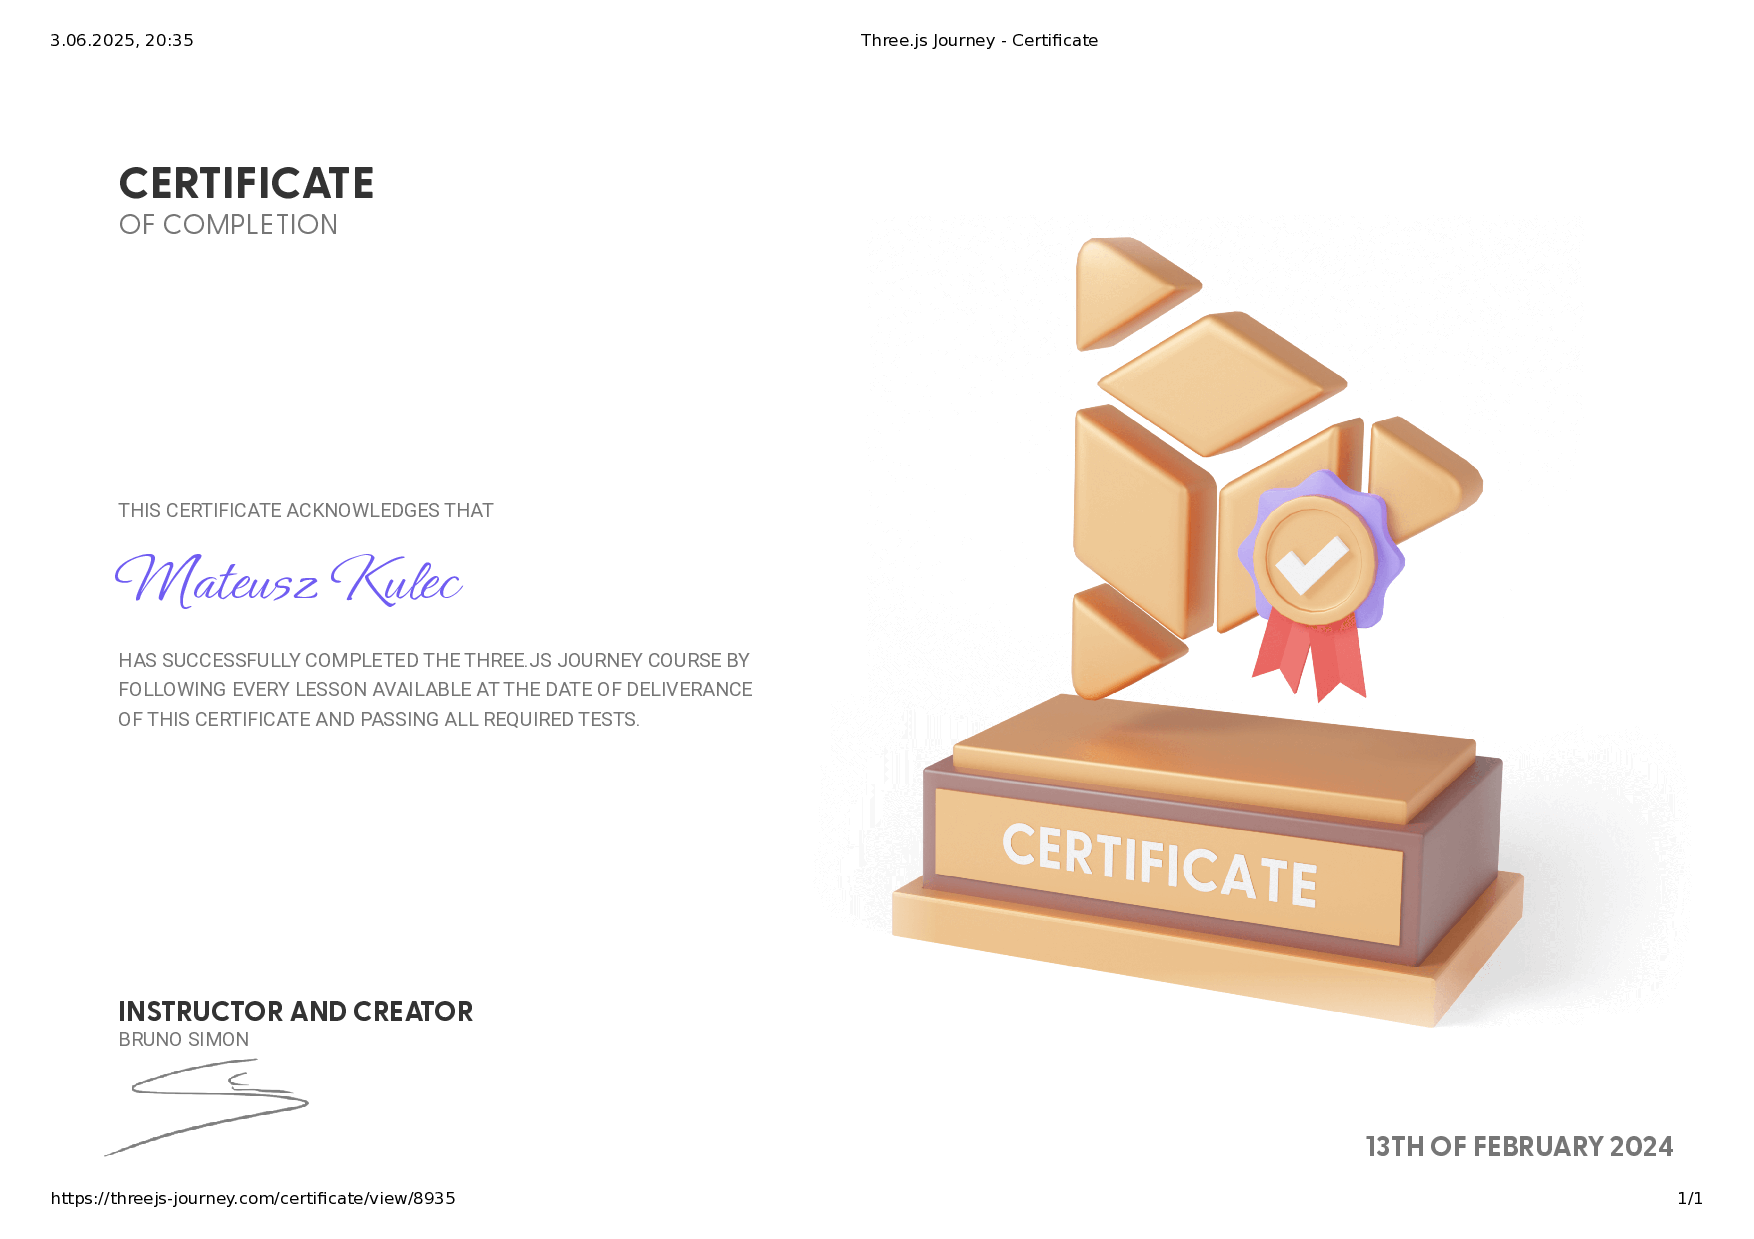 3.06.2025, 20:35
Three.js Journey - Certificate
CERTIFICATE
OF COMPLETION
THIS CERTIFICATE ACKNOWLEDGES THAT
Mateusz Kulec
HAS SUCCESSFULLY COMPLETED THE THREE.JS JOURNEY COURSE BY
FOLLOWING EVERY LESSON AVAILABLE AT THE DATE OF DELIVERANCE
OF THIS CERTIFICATE AND PASSING ALL REQUIRED TESTS.
CERTIFICATE
INSTRUCTOR AND CREATOR
BRUNO SIMON
13TH OF FEBRUARY 2024
https://threejs-journey.com/certificate/view/8935
1/1